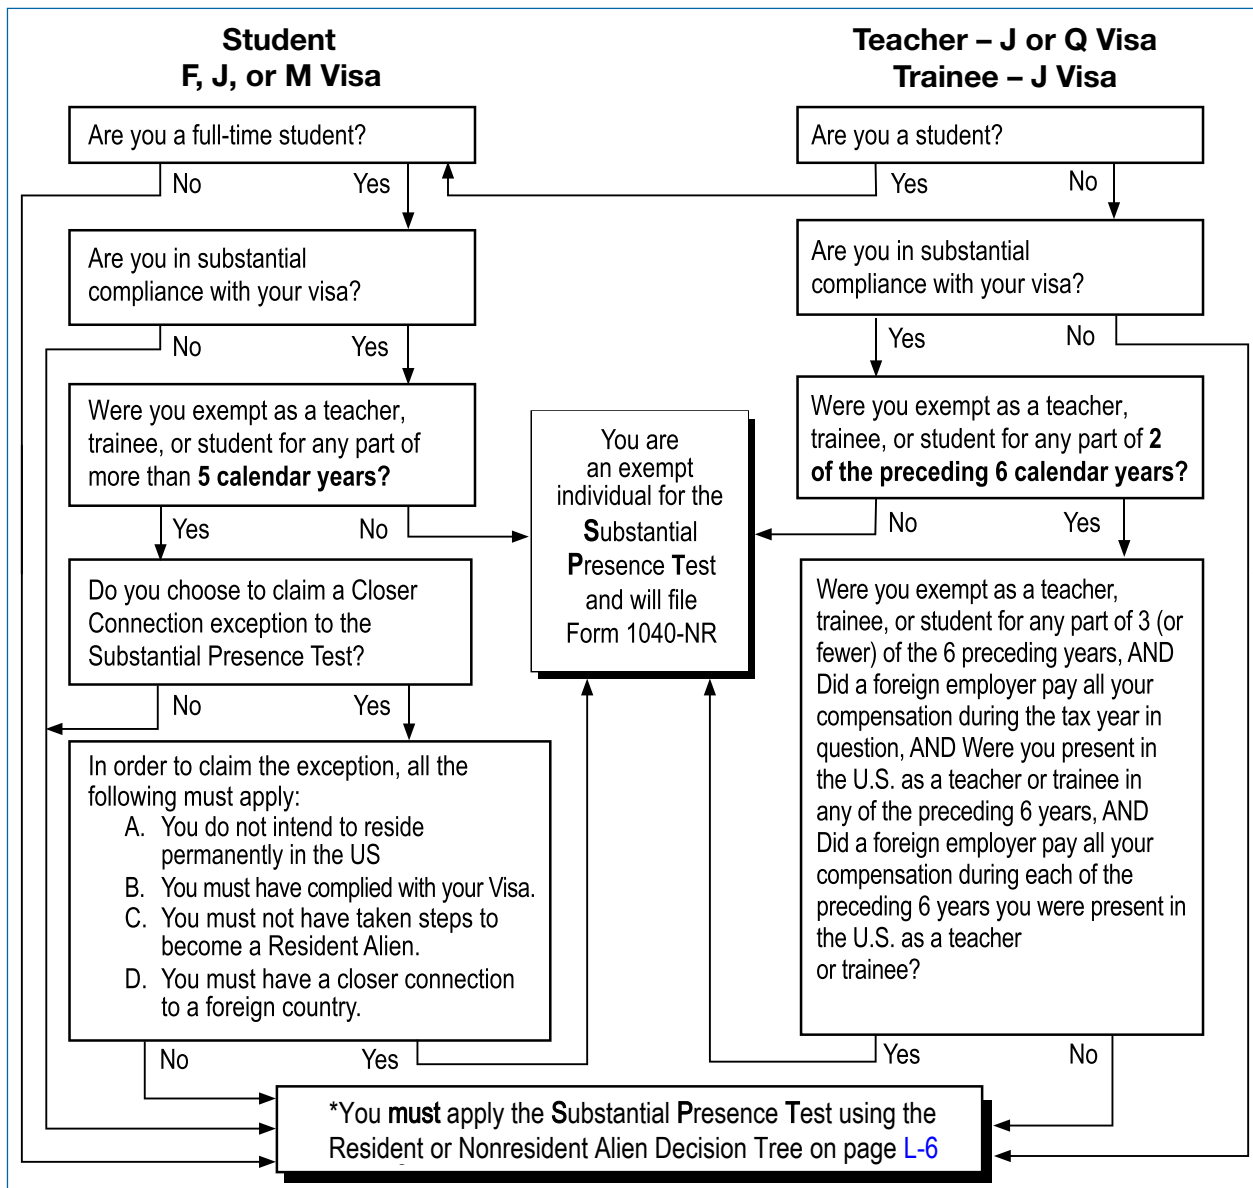 Student
F, J, or M Visa
Are you a full-time student?
No
Yes
Are you in substantial
compliance with your visa?
No
Yes
Were you exempt as a teacher,
trainee, or student for any part of
more than 5 calendar years?
Yes
No
Do you choose to claim a Closer
Connection exception to the
Substantial Presence Test?
No
Yes
In order to claim the exception, all the
following must apply:
A. You do not intend to reside
permanently in the US
B. You must have complied with your Visa.
C. You must not have taken steps to
become a Resident Alien.
D. You must have a closer connection
to a foreign country.
No
Yes
You are
an exempt
individual for the
Substantial
Presence Test
and will file
Form 1040-NR
Teacher – J or Q Visa
Trainee – J Visa
Are you a student?
Yes
No
Are you in substantial
compliance with your visa?
Yes
No
Were you exempt as a teacher,
trainee, or student for any part of 2
of the preceding 6 calendar years?
No
Yes
Were you exempt as a teacher,
trainee, or student for any part of 3 (or
fewer) of the 6 preceding years, AND
Did a foreign employer pay all your
compensation during the tax year in
question, AND Were you present in
the U.S. as a teacher or trainee in
any of the preceding 6 years, AND
Did a foreign employer pay all your
compensation during each of the
preceding 6 years you were present in
the U.S. as a teacher
or trainee?
Yes
No
*You must apply the Substantial Presence Test using the
Resident or Nonresident Alien Decision Tree on page L-6